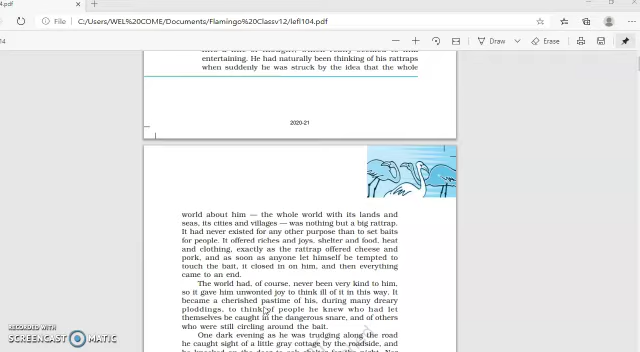 4.pdf
File | C:/Users/WEL%20COME/Documents/Flamingo%20Classv12/lefl104.pdf
14
Draw
Erase
entertaining. He had naturally been thinking of his rattraps
when suddenly he was struck by the idea that the whole
2020-21
world about him — the whole world with its lands and
seas, its cities and villages — was nothing but a big rattrap.
It had never existed for any other purpose than to set baits
for people. It offered riches and joys, shelter and food, heat
and clothing, exactly as the rattrap offered cheese and
pork, and as soon as anyone let himself be tempted to
touch the bait, it closed in on him, and then everything
came to an end.
The world had, of course, never been very kind to him,
so it gave him unwonted joy to think ill of it in this way. It
became a cherished pastime of his, during many dreary
ploddings, to think of people he knew who had let
themselves be caught in the dangerous snare, and of others
who were still circling around the bait.
One dark evening as he was trudging along the road
he caught sight of a little gray cottage by the roadside, and
RECORDED WITH
SCREENCAST MATIC